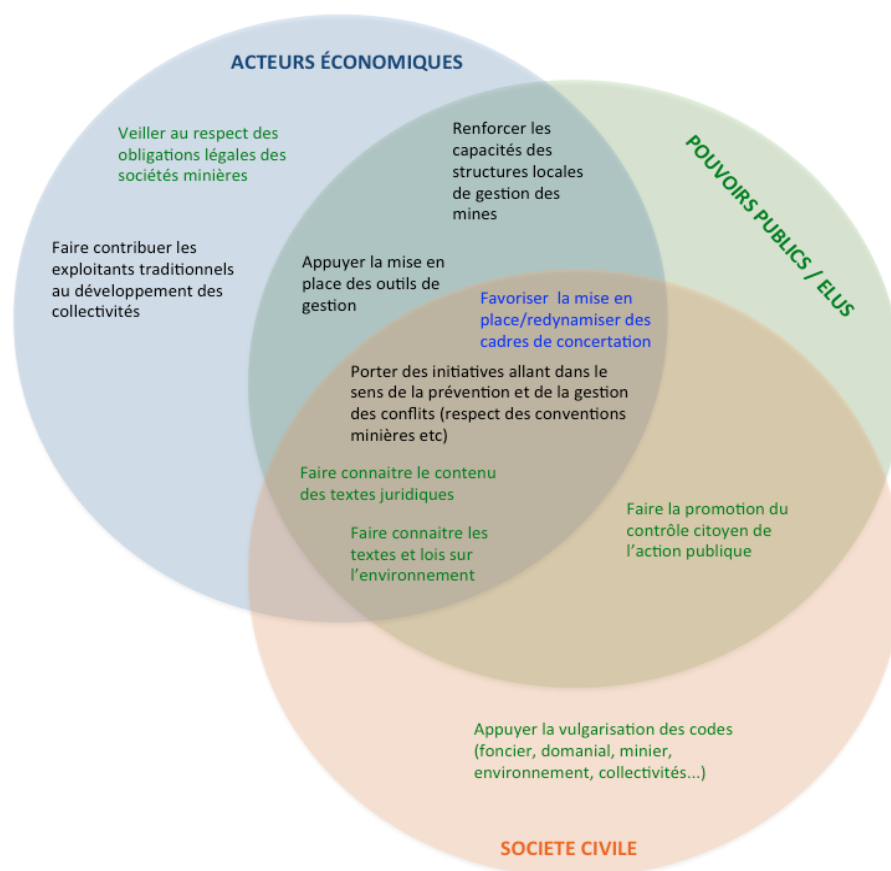 ACTEURS ÉCONOMIQUES
Veiller au respect des
obligations légales des
sociétés minières
Renforcer les
capacités des
structures locales
de gestion des
mines
POUVOIRS PUBLICS / ELUS
Faire contribuer les
exploitants traditionnels
au développement des
collectivités
Appuyer la mise en
place des outils de
gestion
Favoriser la mise en
place/redynamiser des
cadres de concertation
Porter des initiatives allant dans le
sens de la prévention et de la gestion
des conflits (respect des conventions
minières etc)
Faire connaitre le contenu
des textes juridiques
Faire connaitre les
textes et lois sur
l'environnement
Faire la promotion du
contrôle citoyen de
l'action publique
Appuyer la vulgarisation des codes
(foncier, domanial, minier,
environnement, collectivités...)
SOCIETE CIVILE